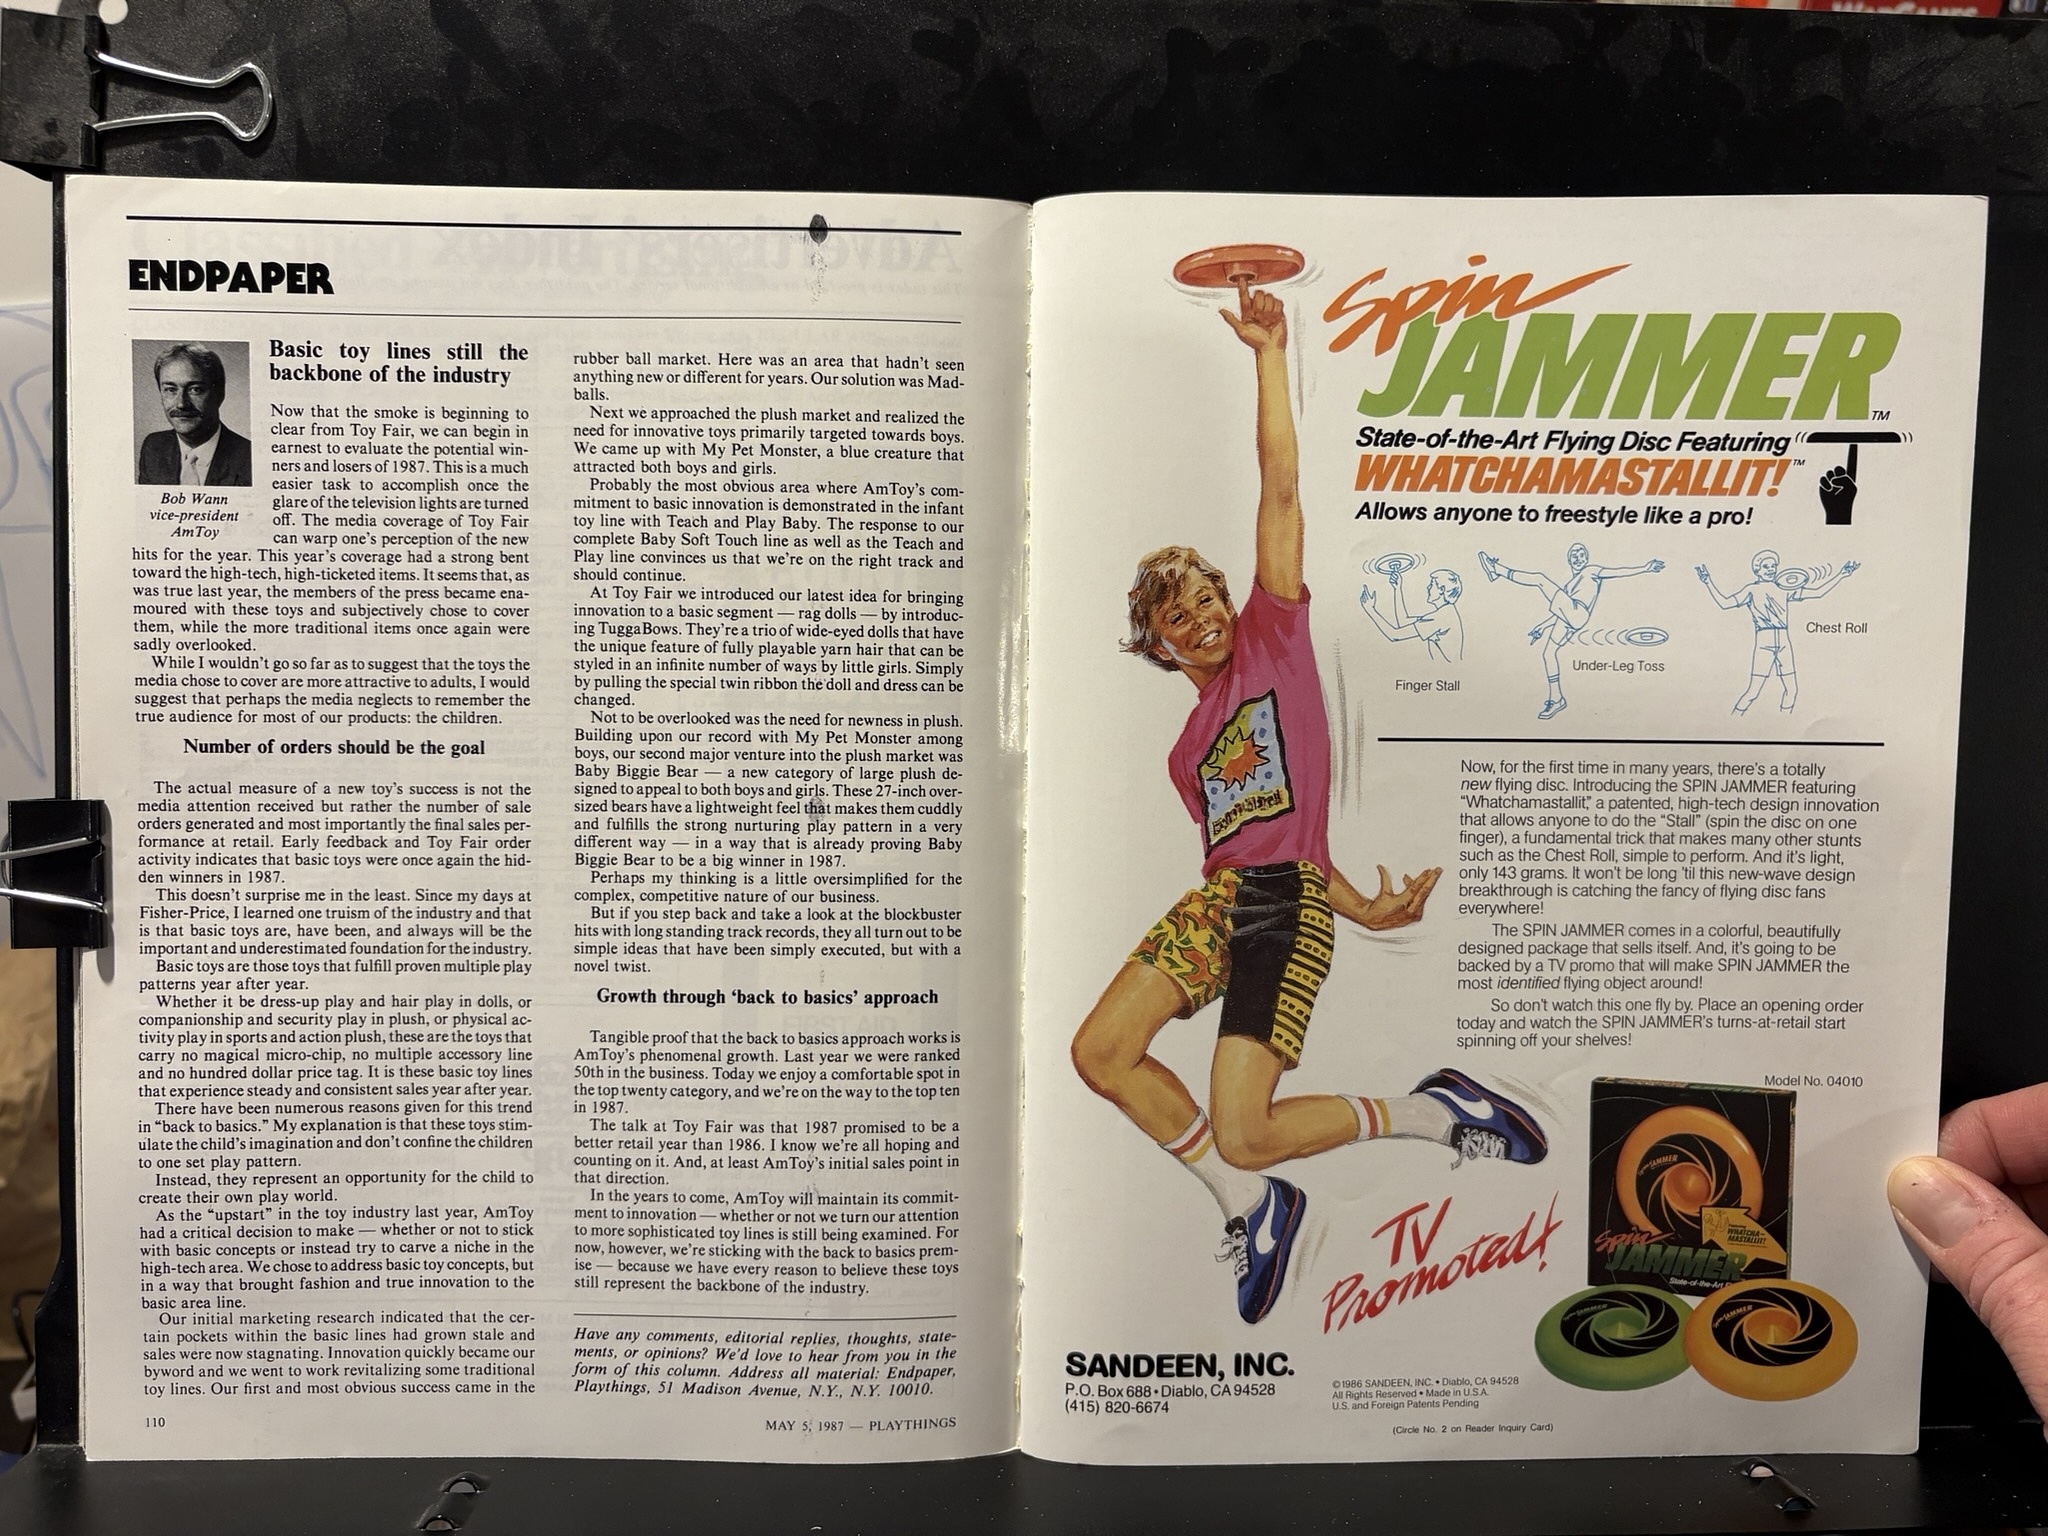 WARGAMES
ENDPAPER
Basic toy lines still the
backbone of the industry
Bob Wann
vice-president
AmToy
Now that the smoke is beginning to
clear from Toy Fair, we can begin in
earnest to evaluate the potential win-
ners and losers of 1987. This is a much
easier task to accomplish once the
glare of the television lights are turned
off. The media coverage of Toy Fair
can warp one's perception of the new
hits for the year. This year's coverage had a strong bent
toward the high-tech, high-ticketed items. It seems that, as
was true last year, the members of the press became ena-
moured with these toys and subjectively chose to cover
them, while the more traditional items once again were
sadly overlooked.
While I wouldn't go so far as to suggest that the toys the
media chose to cover are more attractive to adults, I would
suggest that perhaps the media neglects to remember the
true audience for most of our products: the children.
Number of orders should be the goal
The actual measure of a new toy's success is not the
media attention received but rather the number of sale
orders generated and most importantly the final sales per-
formance at retail. Early feedback and Toy Fair order
activity indicates that basic toys were once again the hid-
den winners in 1987.
This doesn't surprise me in the least. Since my days at
Fisher-Price, I learned one truism of the industry and that
is that basic toys are, have been, and always will be the
important and underestimated foundation for the industry.
Basic toys are those toys that fulfill proven multiple play
patterns year after year.
Whether it be dress-up play and hair play in dolls, or
companionship and security play in plush, or physical ac-
tivity play in sports and action plush, these are the toys that
carry no magical micro-chip, no multiple accessory line
and no hundred dollar price tag. It is these basic toy lines
that experience steady and consistent sales year after year.
There have been numerous reasons given for this trend
in "back to basics." My explanation is that these toys stim-
ulate the child's imagination and don't confine the children
to one set play pattern.
Instead, they represent an opportunity for the child to
create their own play world.
As the "upstart" in the toy industry last year, AmToy
had a critical decision to make — whether or not to stick
with basic concepts or instead try to carve a niche in the
high-tech area. We chose to address basic toy concepts, but
in a way that brought fashion and true innovation to the
basic area line.
Our initial marketing research indicated that the cer-
tain pockets within the basic lines had grown stale and
sales were now stagnating. Innovation quickly became our
byword and we went to work revitalizing some traditional
toy lines. Our first and most obvious success came in the
rubber ball market. Here was an area that hadn't seen
anything new or different for years. Our solution was Mad-
balls.
Next we approached the plush market and realized the
need for innovative toys primarily targeted towards boys.
We came up with My Pet Monster, a blue creature that
attracted both boys and girls.
Probably the most obvious area where AmToy's com-
mitment to basic innovation is demonstrated in the infant
toy line with Teach and Play Baby. The response to our
complete Baby Soft Touch line as well as the Teach and
Play line convinces us that we're on the right track and
should continue.
At Toy Fair we introduced our latest idea for bringing
innovation to a basic segment — rag dolls — by introduc-
ing TuggaBows. They're a trio of wide-eyed dolls that have
the unique feature of fully playable yarn hair that can be
styled in an infinite number of ways by little girls. Simply
by pulling the special twin ribbon the doll and dress can be
changed.
Not to be overlooked was the need for newness in plush.
Building upon our record with My Pet Monster among
boys, our second major venture into the plush market was
Baby Biggie Bear — a new category of large plush de-
signed to appeal to both boys and girls. These 27-inch over-
sized bears have a lightweight feel that makes them cuddly
and fulfills the strong nurturing play pattern in a very
different way — in a way that is already proving Baby
Biggie Bear to be a big winner in 1987.
Perhaps my thinking is a little oversimplified for the
complex, competitive nature of our business.
But if you step back and take a look at the blockbuster
hits with long standing track records, they all turn out to be
simple ideas that have been simply executed, but with a
novel twist.
Growth through 'back to basics' approach
Tangible proof that the back to basics approach works is
AmToy's phenomenal growth. Last year we were ranked
50th in the business. Today we enjoy a comfortable spot in
the top twenty category, and we're on the way to the top ten
in 1987.
The talk at Toy Fair was that 1987 promised to be a
better retail year than 1986. I know we're all hoping and
counting on it. And, at least AmToy's initial sales point in
that direction.
In the years to come, AmToy will maintain its commit-
ment to innovation — whether or not we turn our attention
to more sophisticated toy lines is still being examined. For
now, however, we're sticking with the back to basics prem-
ise — because we have every reason to believe these toys
still represent the backbone of the industry.
Have any comments, editorial replies, thoughts, state-
ments, or opinions? We'd love to hear from you in the
form of this column. Address all material: Endpaper,
Playthings, 51 Madison Avenue, N.Y., N.Y. 10010.
110
MAY 5, 1987 — PLAYTHINGS
Spin
JAMMER™
State-of-the-Art Flying Disc Featuring
WHATCHAMASTALLIT!™
Allows anyone to freestyle like a pro!
Finger Stall
Under-Leg Toss
Chest Roll
Now, for the first time in many years, there's a totally
new flying disc. Introducing the SPIN JAMMER featuring
"Whatchamastallit," a patented, high-tech design innovation
that allows anyone to do the "Stall" (spin the disc on one
finger), a fundamental trick that makes many other stunts
such as the Chest Roll, simple to perform. And it's light,
only 143 grams. It won't be long 'til this new-wave design
breakthrough is catching the fancy of flying disc fans
everywhere!
The SPIN JAMMER comes in a colorful, beautifully
designed package that sells itself. And, it's going to be
backed by a TV promo that will make SPIN JAMMER the
most identified flying object around!
So don't watch this one fly by. Place an opening order
today and watch the SPIN JAMMER's turns-at-retail start
spinning off your shelves!
Model No. 04010
Spin JAMMER
Featuring
WHATCHA-
MASTALLIT!
Spin
JAMMER
State-of-the-Art F
Spin JAMMER
Spin JAMMER
TV
Promoted!
SANDEEN, INC.
P.O. Box 688 • Diablo, CA 94528
(415) 820-6674
©1986 SANDEEN, INC. • Diablo, CA 94528
All Rights Reserved • Made in U.S.A.
U.S. and Foreign Patents Pending
(Circle No. 2 on Reader Inquiry Card)